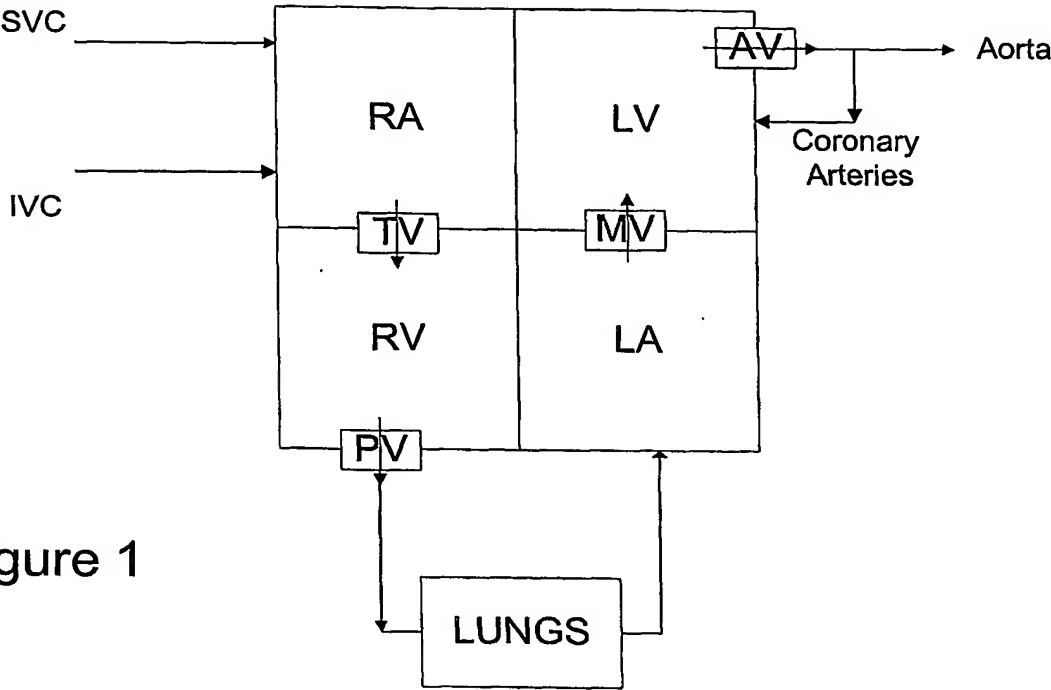 SVC
AV
Aorta
RA
LV
Coronary
Arteries
IVC
TV
MV
RV
LA
PV
gure 1
LUNGS